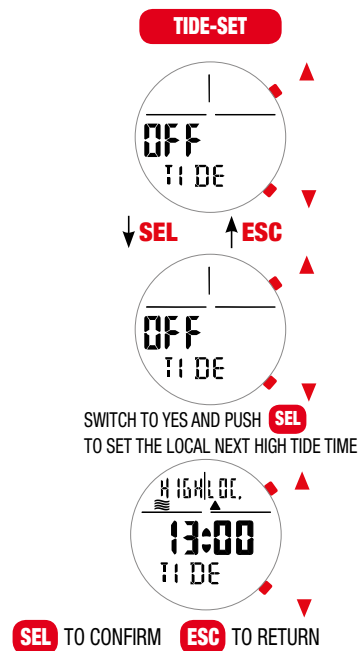 TIDE-SET
OFF
TIDE
SEL ESC
OFF
TIDE
SWITCH TO YES AND PUSH SEL
TO SET THE LOCAL NEXT HIGH TIDE TIME
HIGH LOC.
13:00
TIDE
SEL TO CONFIRM ESC TO RETURN